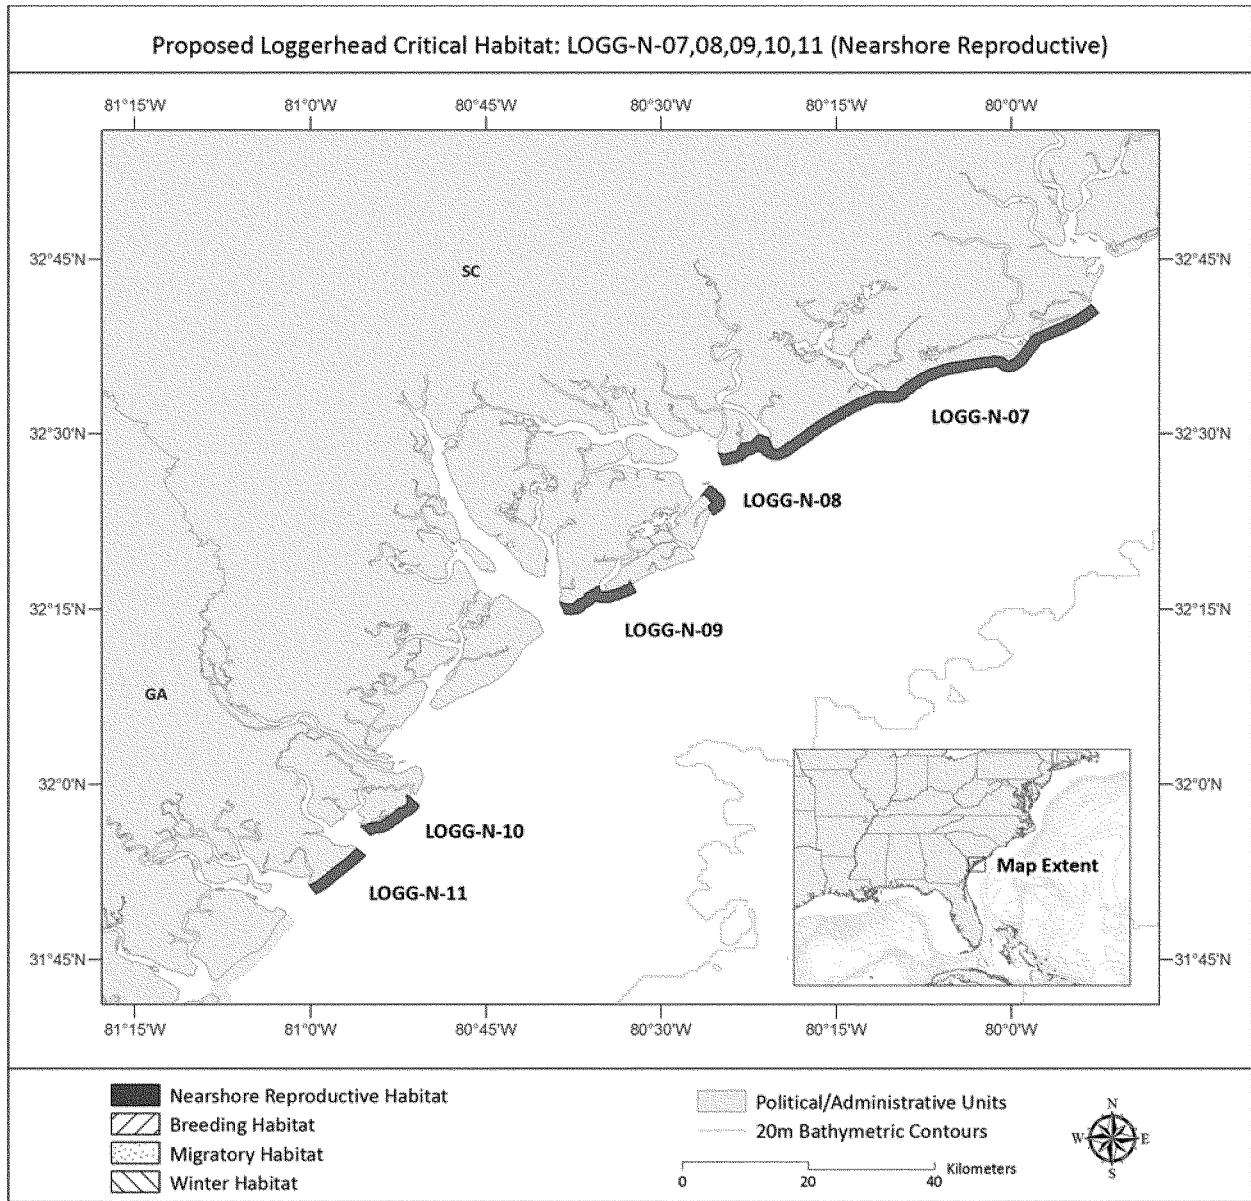 Proposed Loggerhead Critical Habitat: LOGG-N-07,08,09,10,11 (Nearshore Reproductive)
81°15'W 81°0'W 80°45'W 80°30'W 80°15'W 80°0'W
32°45'N 32°45'N
SC
LOGG-N-07
32°30'N 32°30'N
LOGG-N-08
32°15'N 32°15'N
LOGG-N-09
GA
32°0'N 32°0'N
LOGG-N-10
Map Extent
LOGG-N-11
31°45'N 31°45'N
81°15'W 81°0'W 80°45'W 80°30'W 80°15'W 80°0'W
Nearshore Reproductive Habitat
Breeding Habitat
Migratory Habitat
Winter Habitat
Political/Administrative Units
20m Bathymetric Contours
Kilometers
0 20 40
N
W E
S